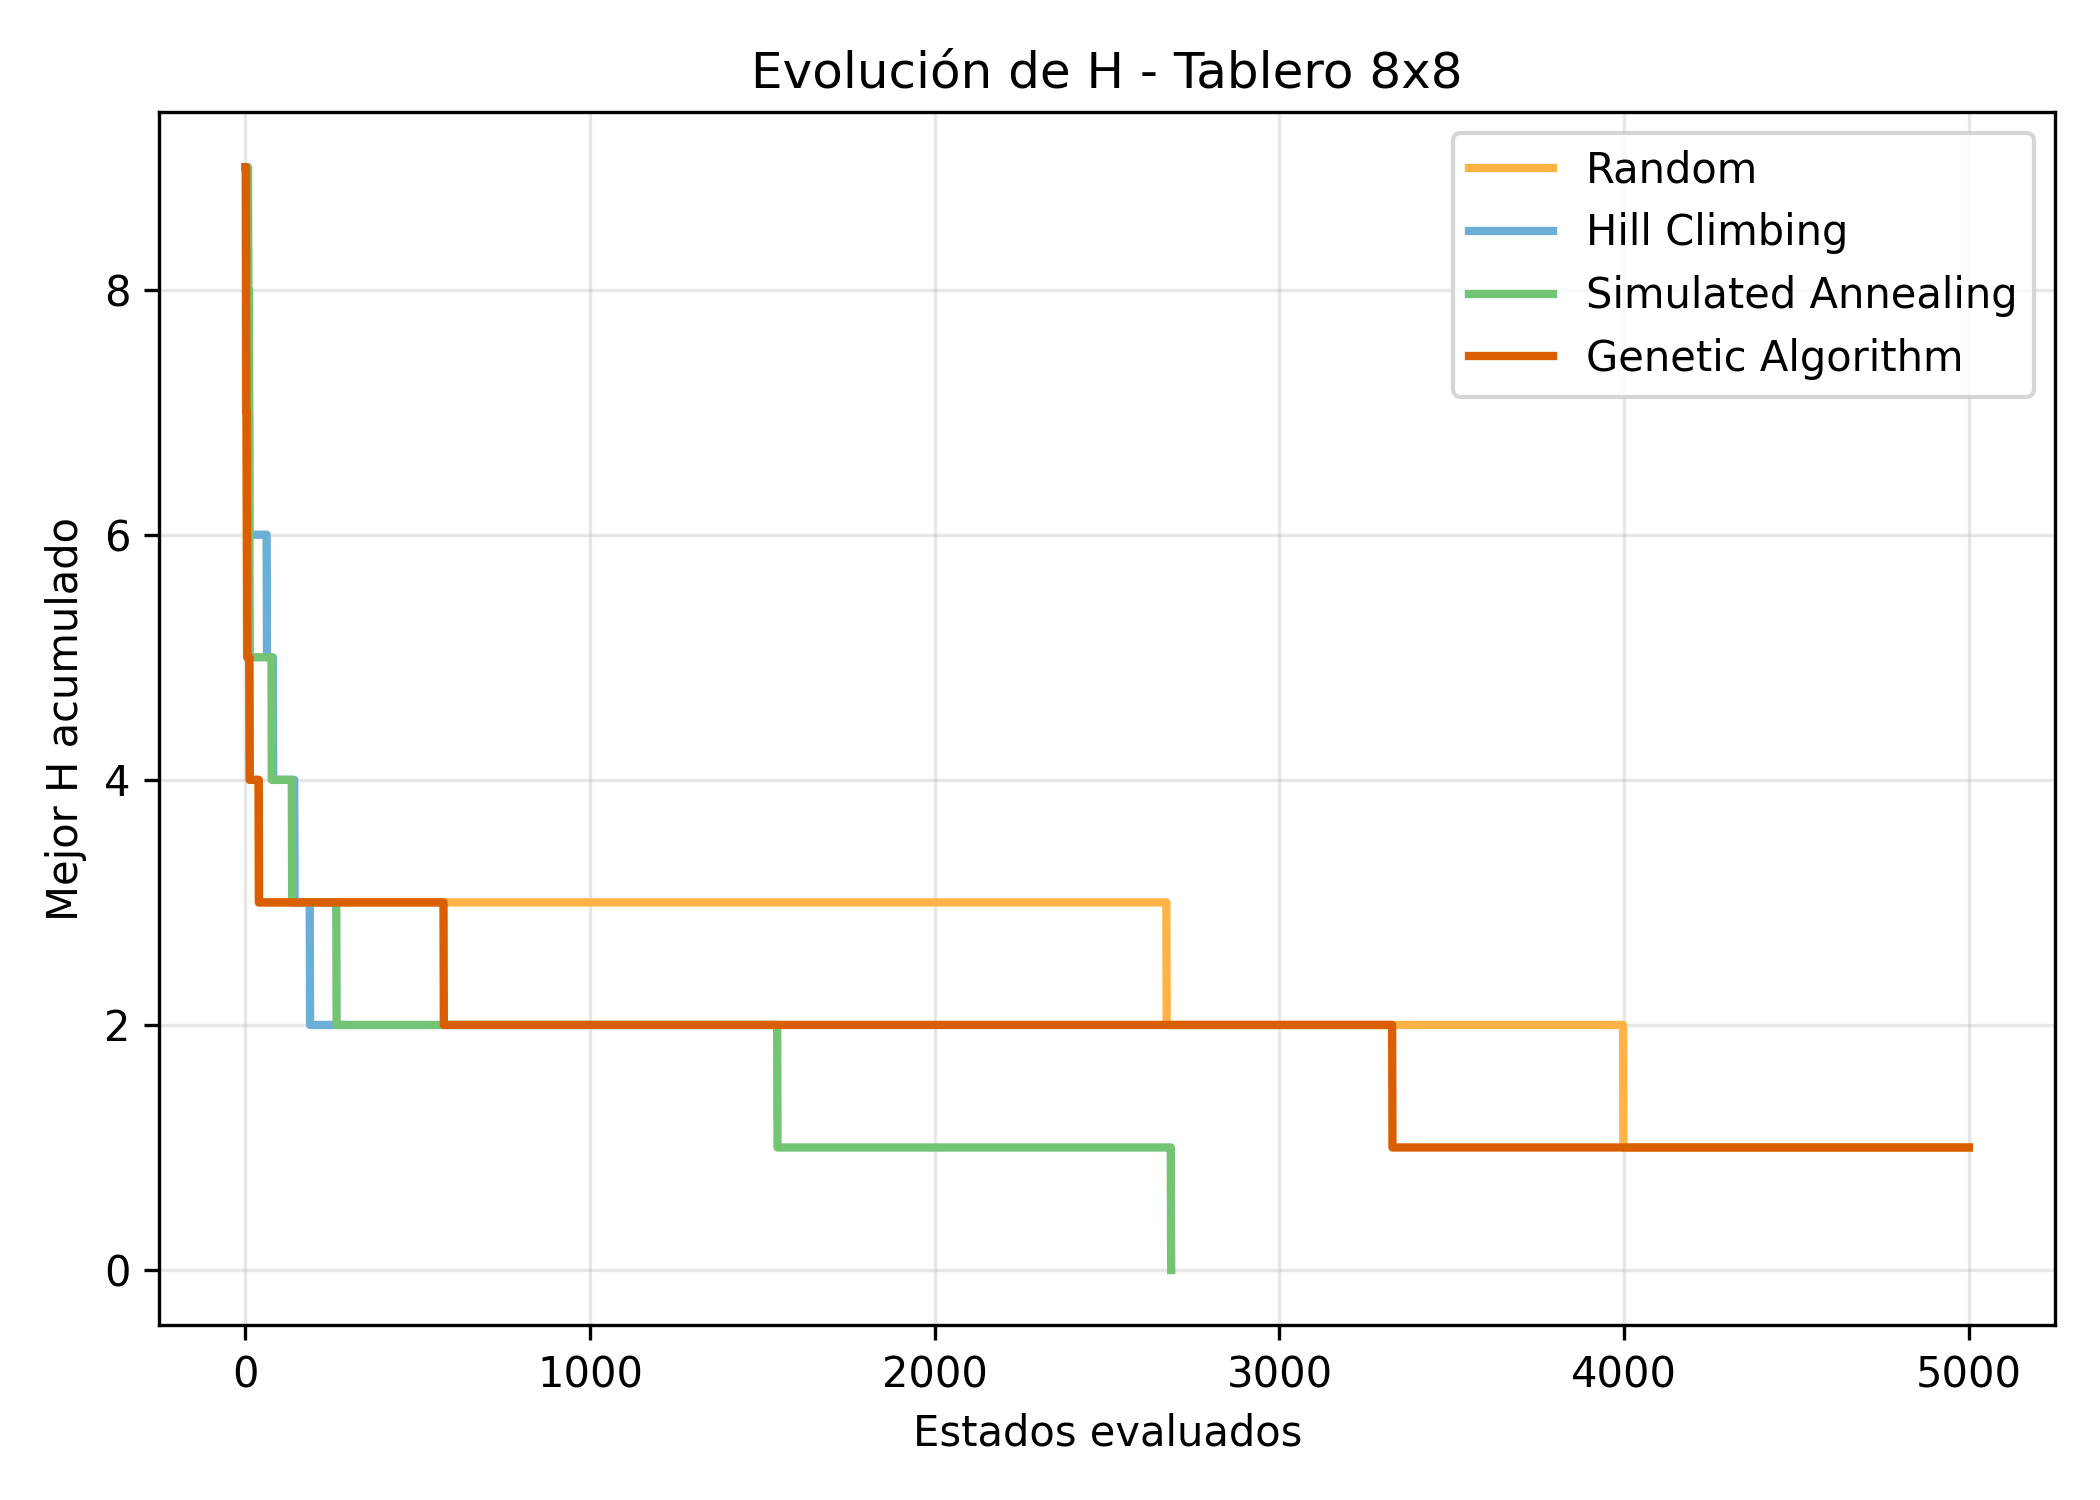 Evolución de H - Tablero 8x8
Random
Hill Climbing
Simulated Annealing
Genetic Algorithm
Mejor H acumulado
8
6
4
2
0
0 1000 2000 3000 4000 5000
Estados evaluados